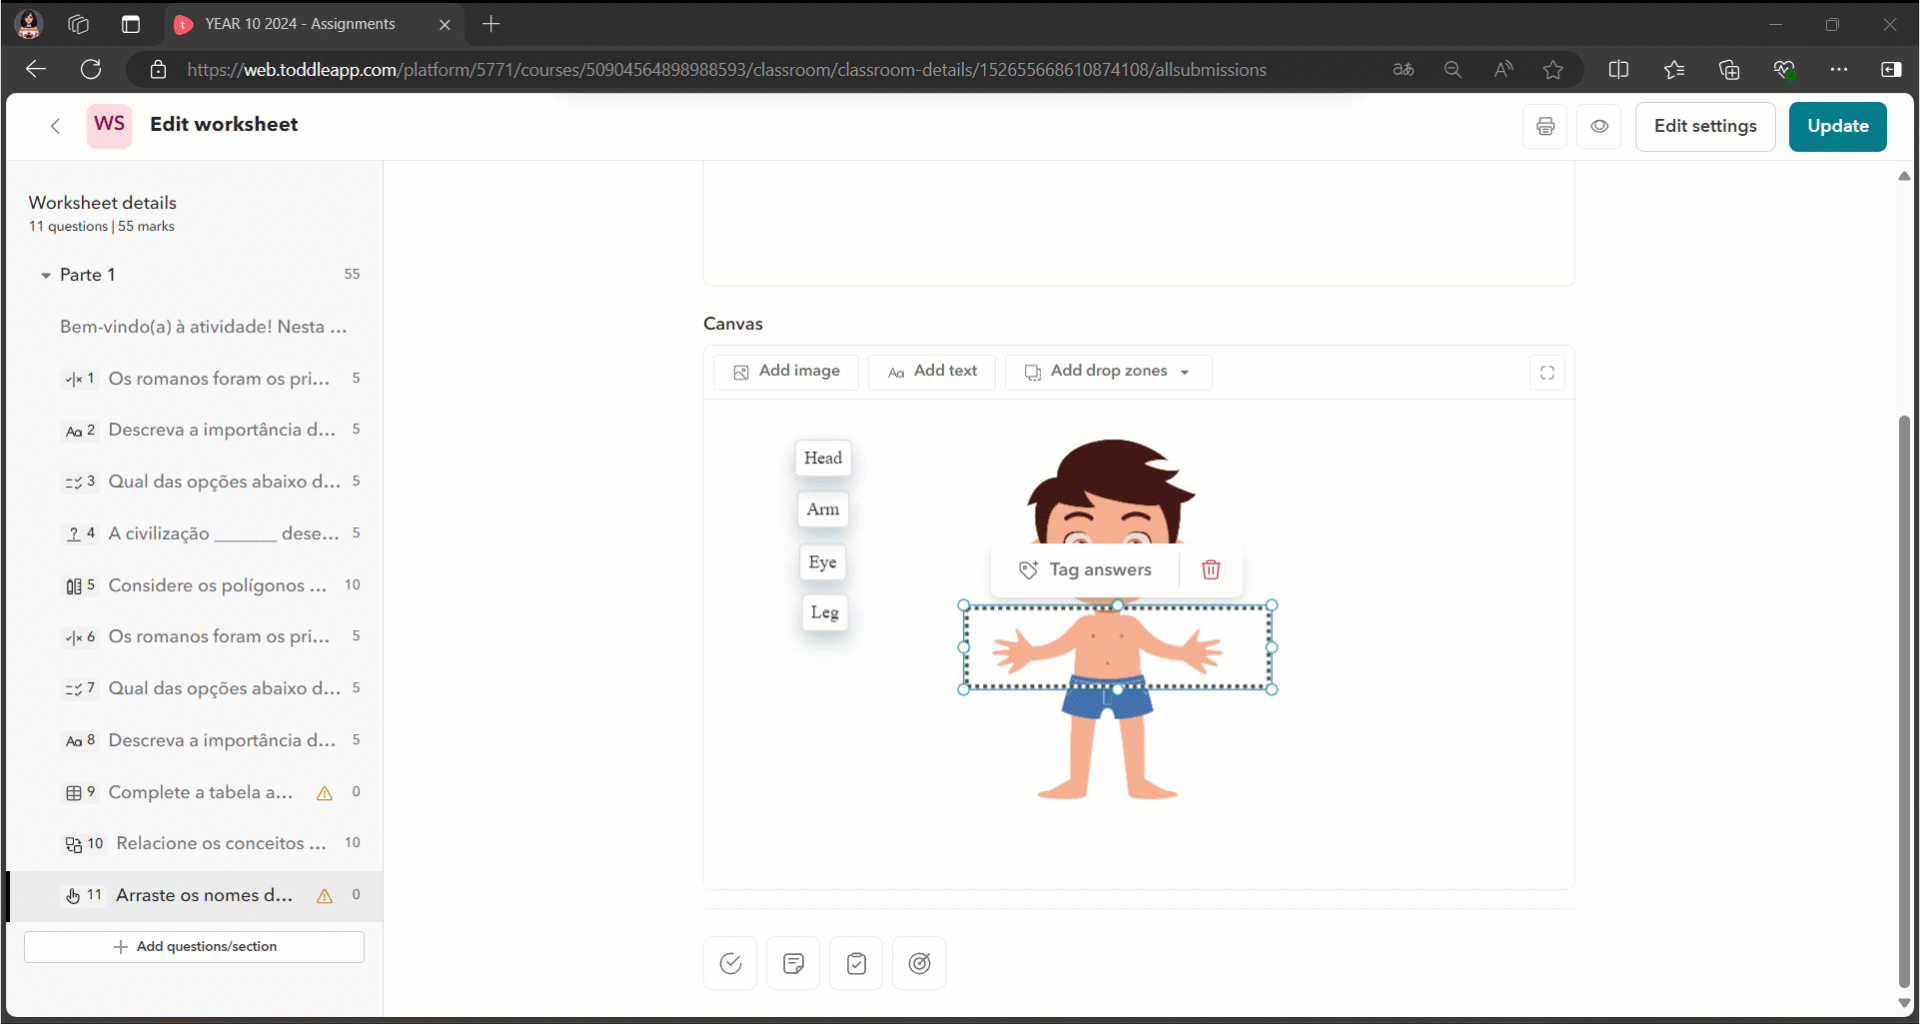 YEAR 10 2024 - Assignments
https://web.toddleapp.com/platform/5771/courses/50904564898988593/classroom/classroom-details/152655668610874108/allsubmissions
WS Edit worksheet
Edit settings
Update
Worksheet details
11 questions | 55 marks
Parte 1 55
Bem-vindo(a) à atividade! Nesta ...
1 Os romanos foram os pri... 5
Aa 2 Descreva a importância d... 5
3 Qual das opções abaixo d... 5
? 4 A civilização _______ dese... 5
5 Considere os polígonos ... 10
6 Os romanos foram os pri... 5
7 Qual das opções abaixo d... 5
Aa 8 Descreva a importância d... 5
9 Complete a tabela a... 0
10 Relacione os conceitos ... 10
11 Arraste os nomes d... 0
+ Add questions/section
Canvas
Add image
Aa Add text
Add drop zones
Head
Arm
Eye
Leg
Tag answers